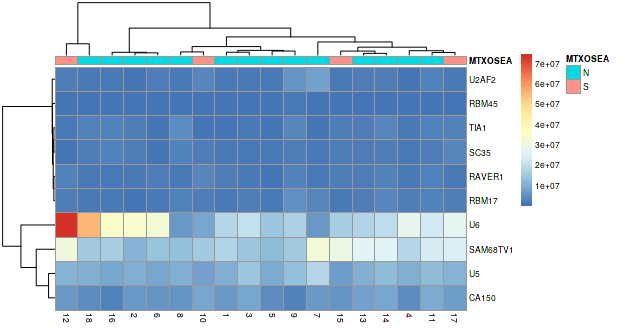 MTXOSEA
U2AF2
RBM45
TIA1
SC35
RAVER1
RBM17
U6
SAM68TV1
U5
CA150
12 18 16 2 6 8 10 1 3 5 9 7 15 13 14 4 11 17
7e+07
6e+07
5e+07
4e+07
3e+07
2e+07
1e+07
MTXOSEA
N
S